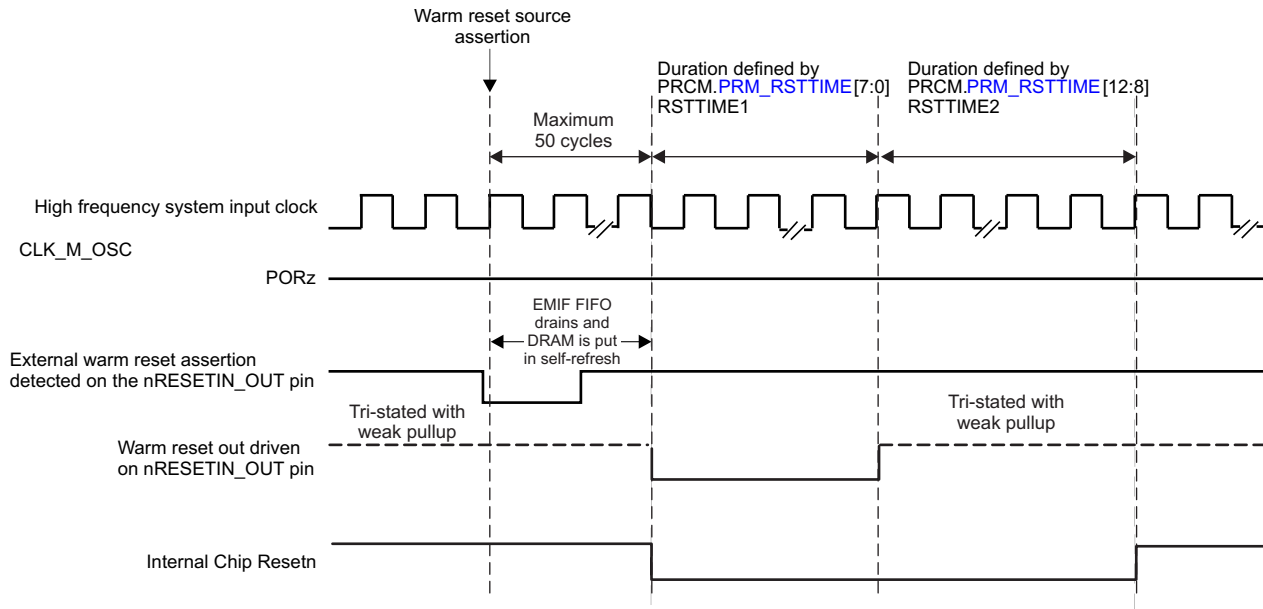 Warm reset source
assertion
Duration defined by
PRCM.PRM_RSTTIME[7:0]
RSTTIME1
Duration defined by
PRCM.PRM_RSTTIME[12:8]
RSTTIME2
Maximum
50 cycles
High frequency system input clock
CLK_M_OSC
PORz
EMIF FIFO
drains and
DRAM is put
in self-refresh
External warm reset assertion
detected on the nRESETIN_OUT pin
Tri-stated with
weak pullup
Tri-stated with
weak pullup
Warm reset out driven
on nRESETIN_OUT pin
Internal Chip Resetn